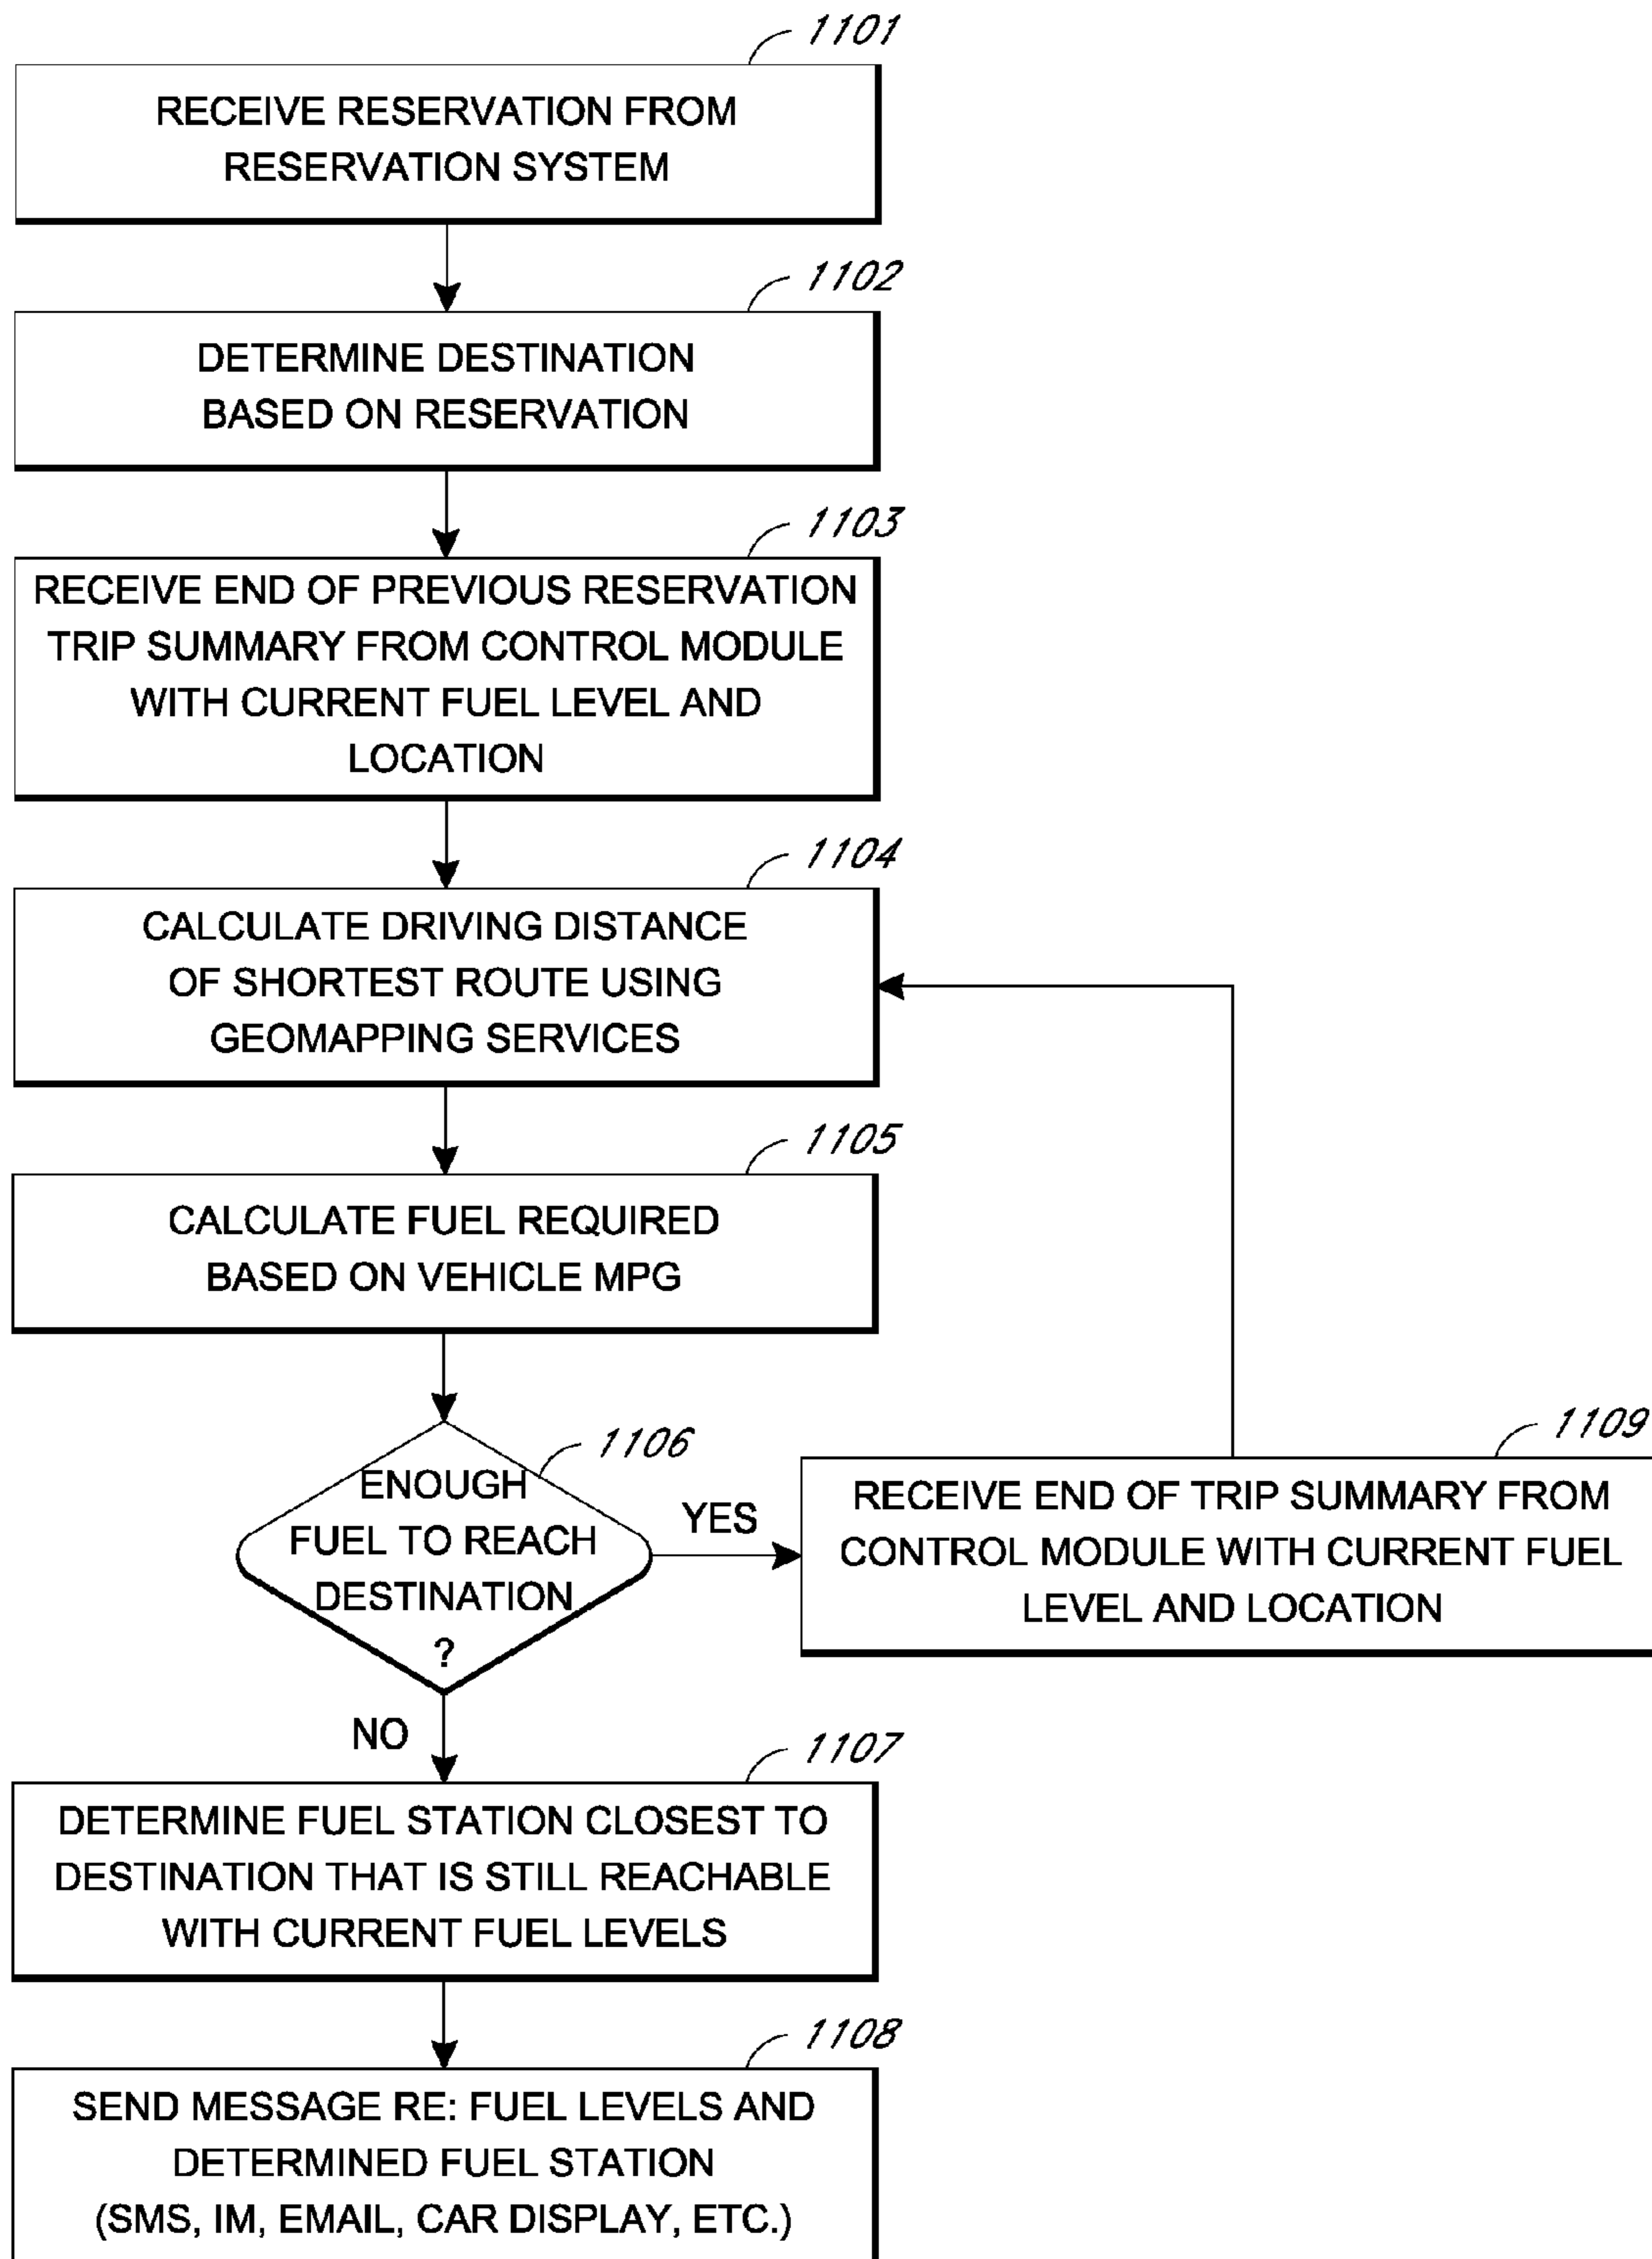 1101
RECEIVE RESERVATION FROM
RESERVATION SYSTEM
1102
DETERMINE DESTINATION
BASED ON RESERVATION
1103
RECEIVE END OF PREVIOUS RESERVATION
TRIP SUMMARY FROM CONTROL MODULE
WITH CURRENT FUEL LEVEL AND
LOCATION
1104
CALCULATE DRIVING DISTANCE
OF SHORTEST ROUTE USING
GEOMAPPING SERVICES
1105
CALCULATE FUEL REQUIRED
BASED ON VEHICLE MPG
1106
ENOUGH
FUEL TO REACH
DESTINATION
?
YES
1109
RECEIVE END OF TRIP SUMMARY FROM
CONTROL MODULE WITH CURRENT FUEL
LEVEL AND LOCATION
NO
1107
DETERMINE FUEL STATION CLOSEST TO
DESTINATION THAT IS STILL REACHABLE
WITH CURRENT FUEL LEVELS
1108
SEND MESSAGE RE: FUEL LEVELS AND
DETERMINED FUEL STATION
(SMS, IM, EMAIL, CAR DISPLAY, ETC.)